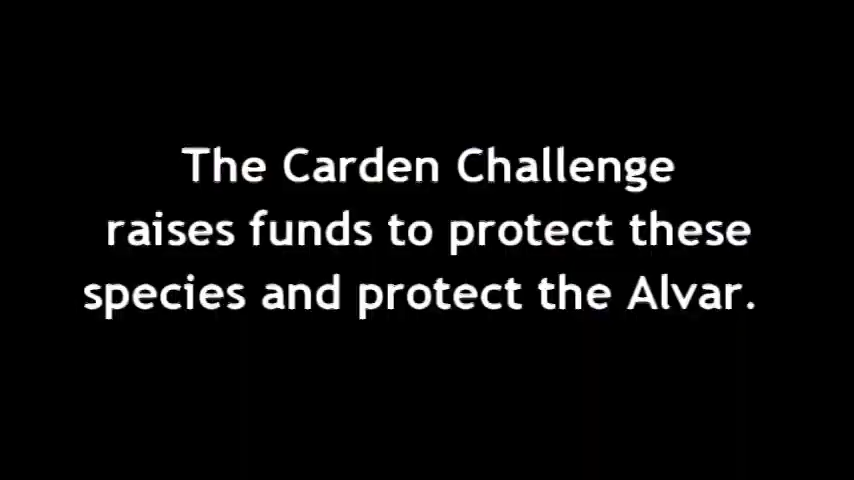 The Carden Challenge
raises funds to protect these
species and protect the Alvar.